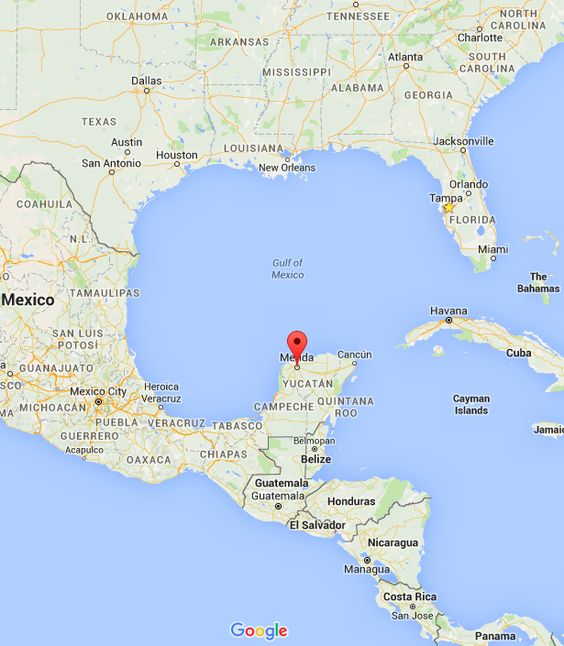 OKLAHOMA
TENNESSEE
NORTH
CAROLINA
Charlotte
ARKANSAS
Atlanta
SOUTH
CAROLINA
MISSISSIPPI
Dallas
ALABAMA
GEORGIA
TEXAS
Austin
San Antonio
Houston
LOUISIANA
New Orleans
Jacksonville
Orlando
Tampa
FLORIDA
Miami
COAHUILA
N.L.
Gulf of
Mexico
The
Bahamas
Mexico
TAMAULIPAS
Havana
SAN LUIS
POTOSÍ
Mérida
Cancún
Cuba
GUANAJUATO
YUCATÁN
SCO
Mexico City
Heroica
Veracruz
MICHOACAN
CAMPECHE
QUINTANA
ROO
Cayman
Islands
PUEBLA
VERACRUZ
TABASCO
Jamaic
GUERRERO
Acapulco
OAXACA
CHIAPAS
Belmopan
Belize
Guatemala
Guatemala
Honduras
El Salvador
Nicaragua
Managua
Costa Rica
San Jose
Google
Panama